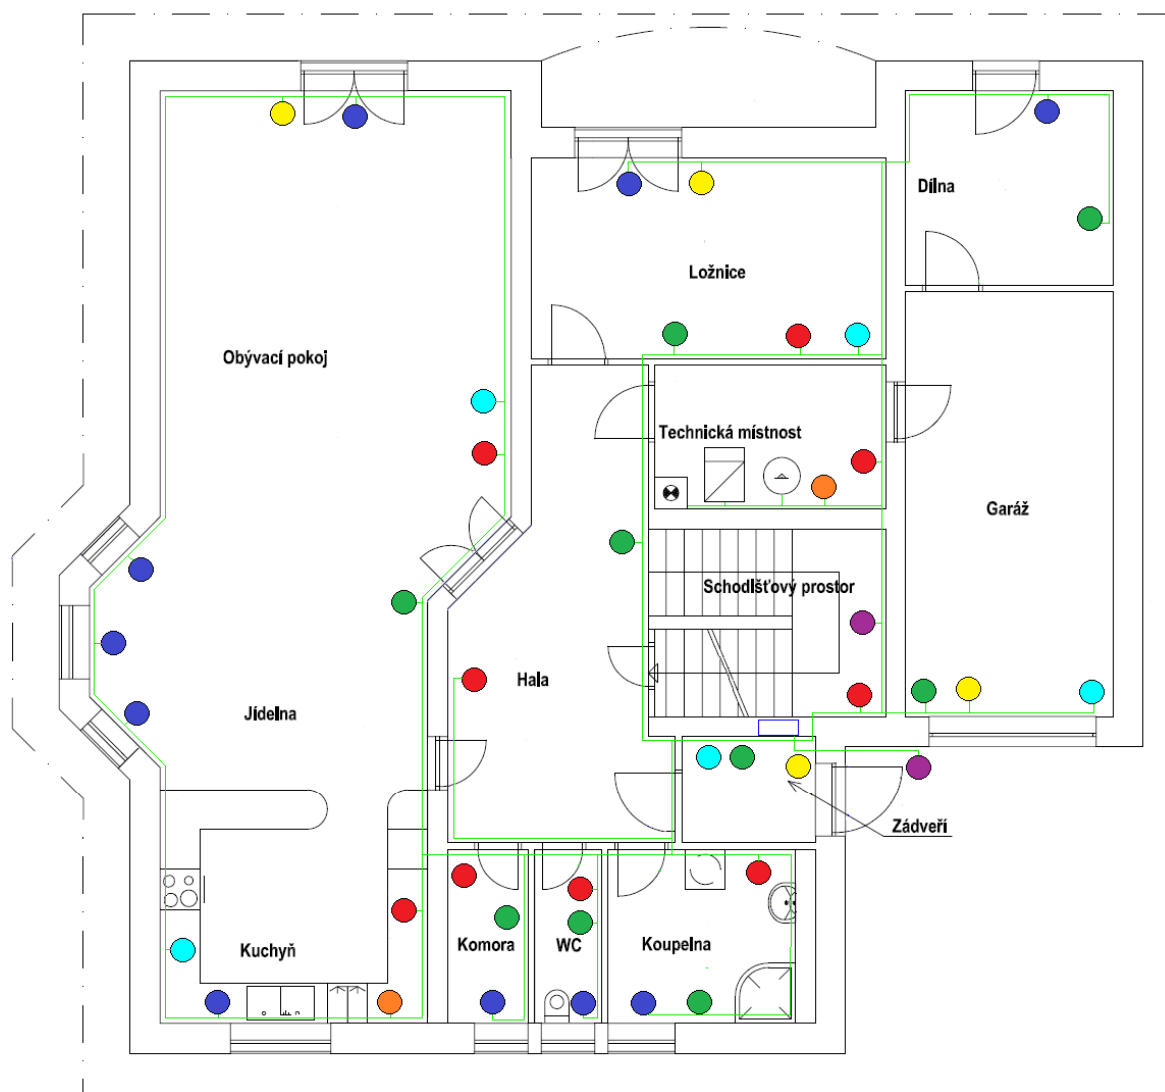 Dílna
Ložnice
Obývací pokoj
Technická místnost
Garáž
Schodišťový prostor
Hala
Jídelna
Zádveří
Kuchyň
Komora
WC
Koupelna